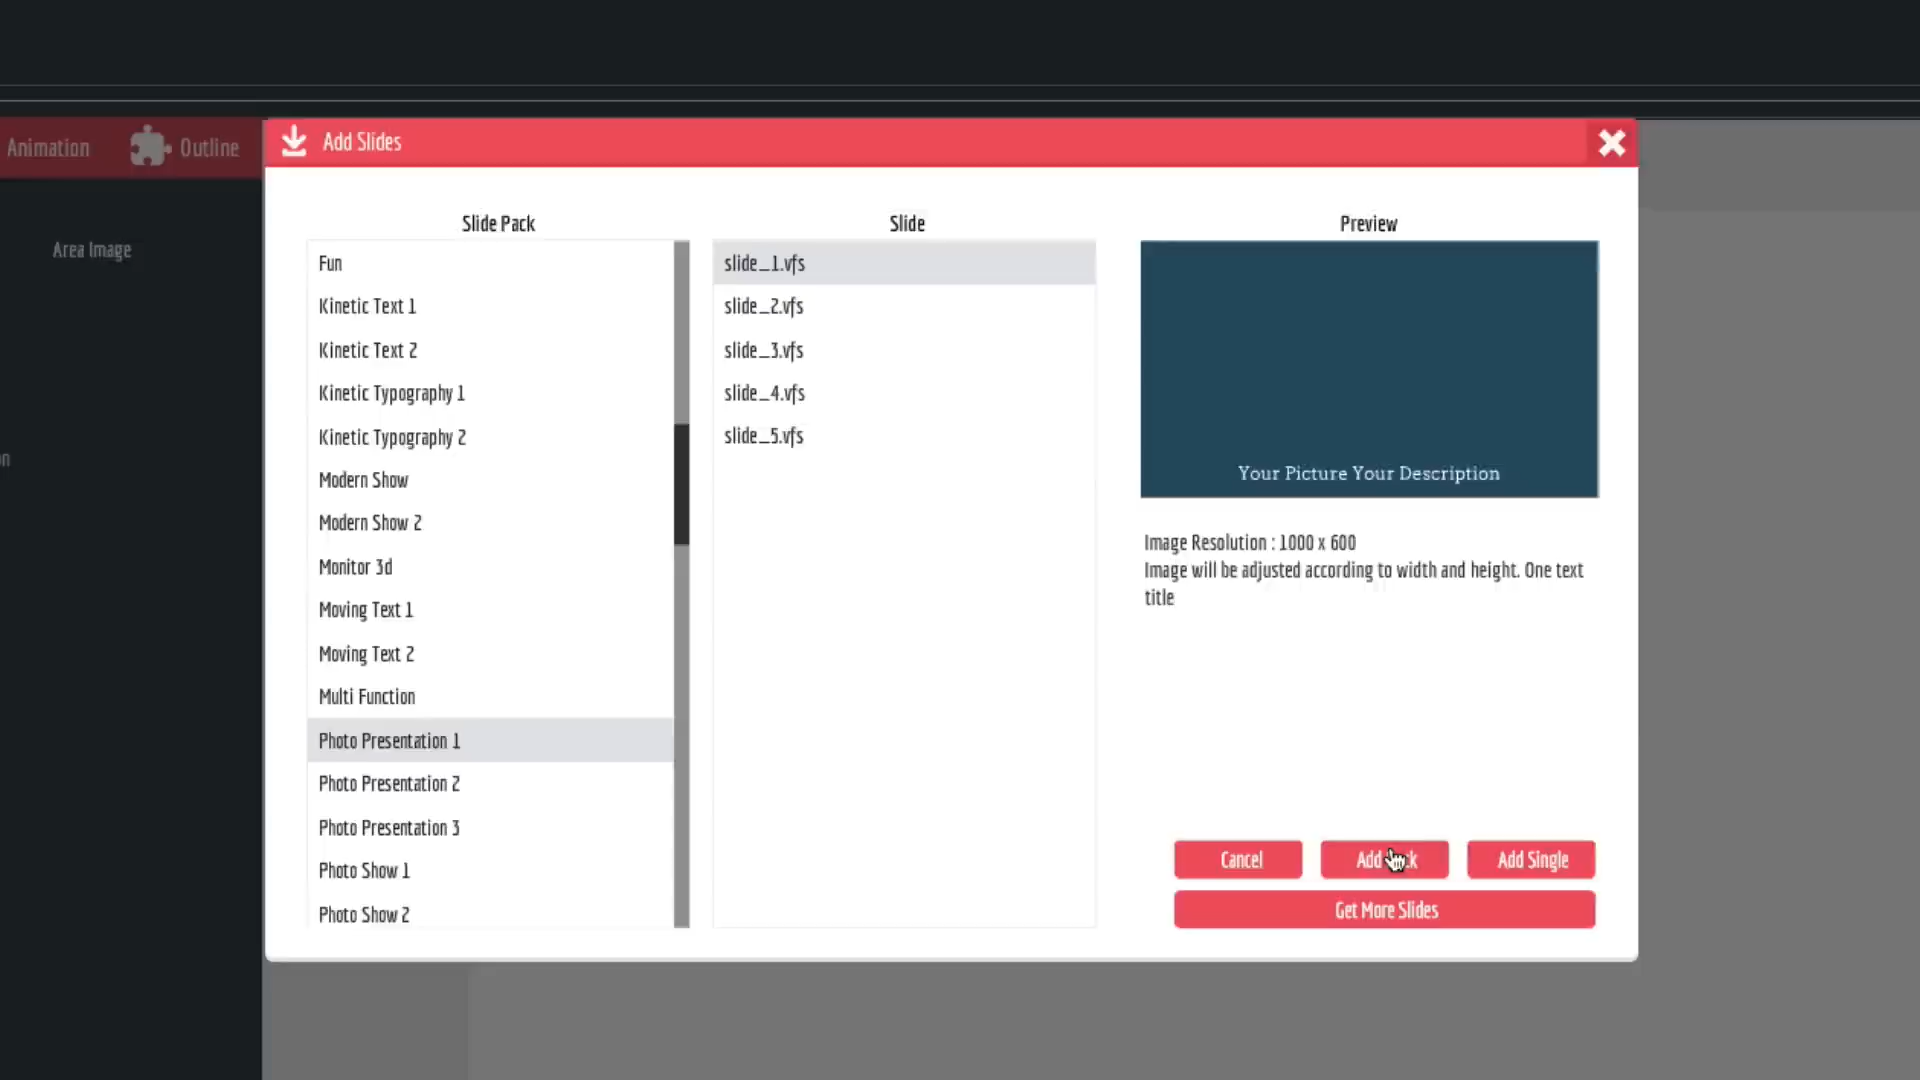 Animation
Outline
Add Slides
Area Image
Slide Pack
Slide
Preview
Fun
Kinetic Text 1
Kinetic Text 2
Kinetic Typography 1
Kinetic Typography 2
Modern Show
Modern Show 2
Monitor 3d
Moving Text 1
Moving Text 2
Multi Function
Photo Presentation 1
Photo Presentation 2
Photo Presentation 3
Photo Show 1
Photo Show 2
slide_1.vfs
slide_2.vfs
slide_3.vfs
slide_4.vfs
slide_5.vfs
Your Picture Your Description
Image Resolution : 1000 x 600
Image will be adjusted according to width and height. One text
title
Cancel
Add
Add Single
Get More Slides